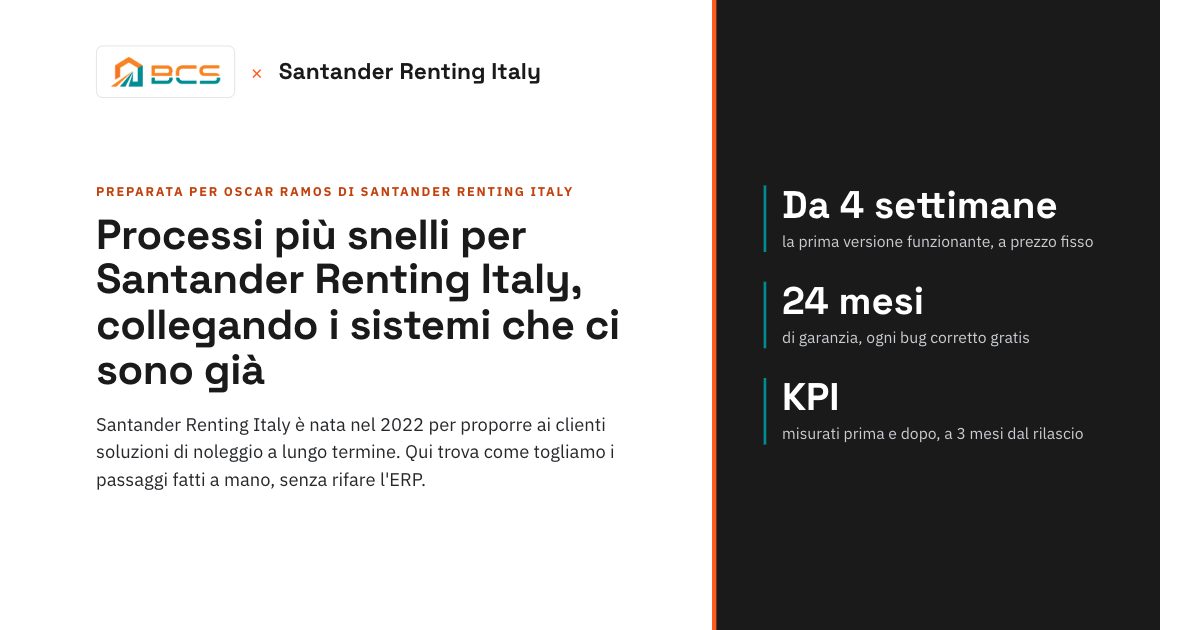 BCS × Santander Renting Italy
PREPARATA PER OSCAR RAMOS DI SANTANDER RENTING ITALY
Processi più snelli per
Santander Renting Italy,
collegando i sistemi che ci
sono già
Santander Renting Italy è nata nel 2022 per proporre ai clienti
soluzioni di noleggio a lungo termine. Qui trova come togliamo i
passaggi fatti a mano, senza rifare l'ERP.
Da 4 settimane
la prima versione funzionante, a prezzo fisso
24 mesi
di garanzia, ogni bug corretto gratis
KPI
misurati prima e dopo, a 3 mesi dal rilascio